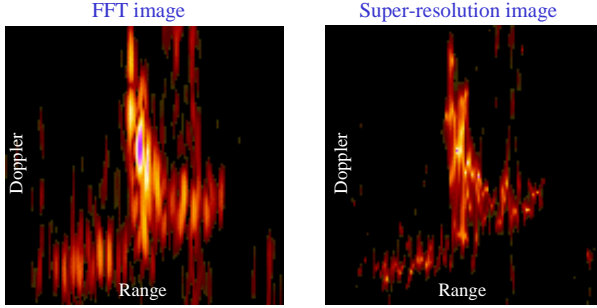 FFT image
Super-resolution image
Doppler
Range
Doppler
Range